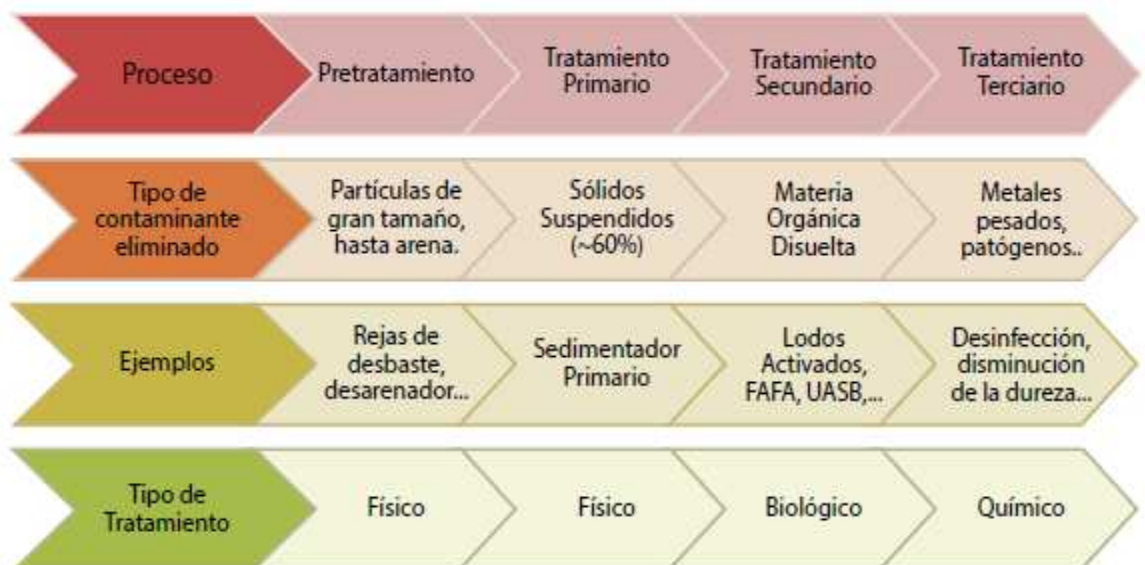 Proceso
Pretratamiento
Tratamiento
Primario
Tratamiento
Secundario
Tratamiento
Terciario
Tipo de
contaminante
eliminado
Partículas de
gran tamaño,
hasta arena.
Sólidos
Suspendidos
(~60%)
Materia
Orgánica
Disuelta
Metales
pesados,
patógenos..
Ejemplos
Rejas de
desbaste,
desarenador...
Sedimentador
Primario
Lodos
Activados,
FAFA, UASB,...
Desinfección,
disminución
de la dureza...
Tipo de
Tratamiento
Físico
Físico
Biológico
Químico